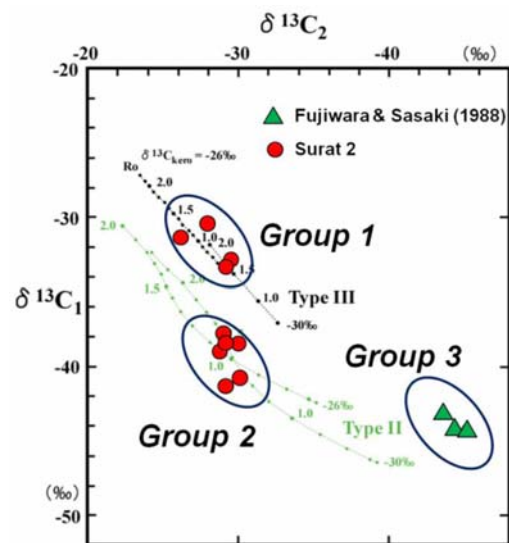 δ 13C2
-20 -30 -40 (‰)
-20
Fujiwara & Sasaki (1988)
δ 13Ckero = -26‰
Surat 2
Ro
2.0
1.5
-30
Group 1
2.0
1.0
2.0
1.5
2.0
Type III
1.5
1.0
δ 13C1
-30‰
Group 3
1.0
-40
-26‰
Type II
1.0
Group 2
-30‰
(‰)
-50